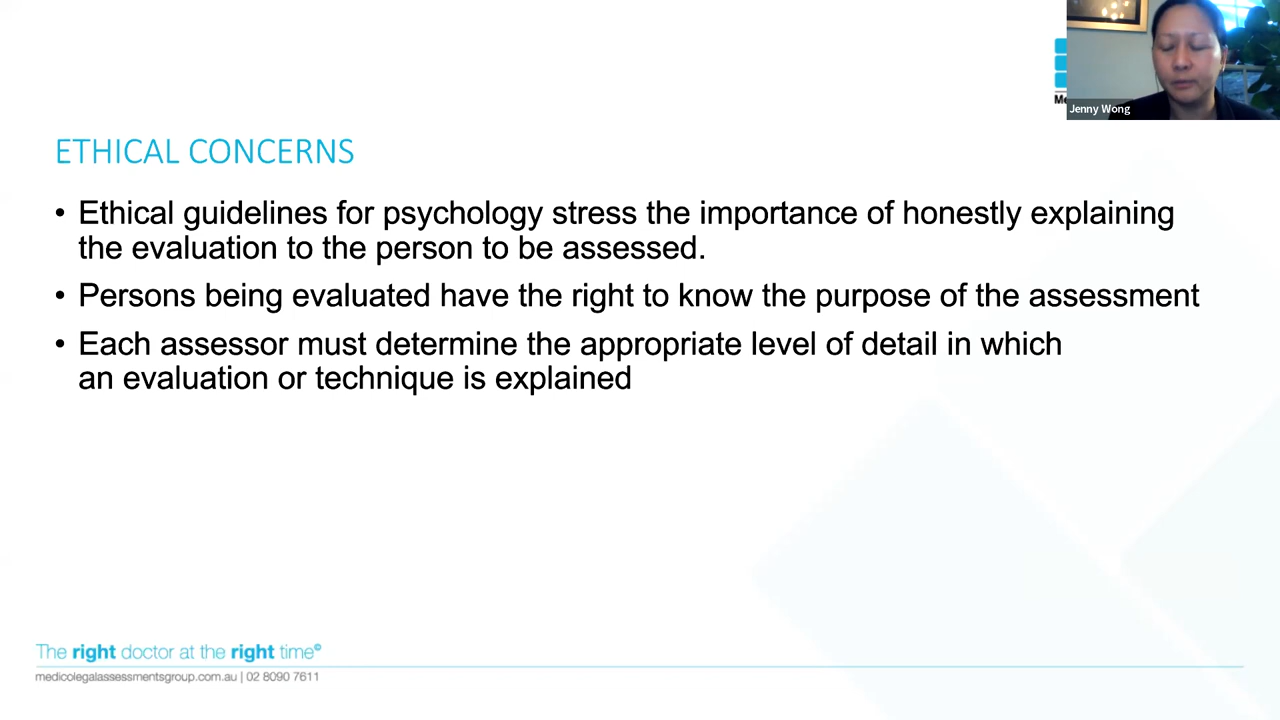 Me
Jenny Wong
ETHICAL CONCERNS
• Ethical guidelines for psychology stress the importance of honestly explaining
the evaluation to the person to be assessed.
• Persons being evaluated have the right to know the purpose of the assessment
• Each assessor must determine the appropriate level of detail in which
an evaluation or technique is explained
The right doctor at the right time©
medicolegalassessmentsgroup.com.au | 02 8090 7611